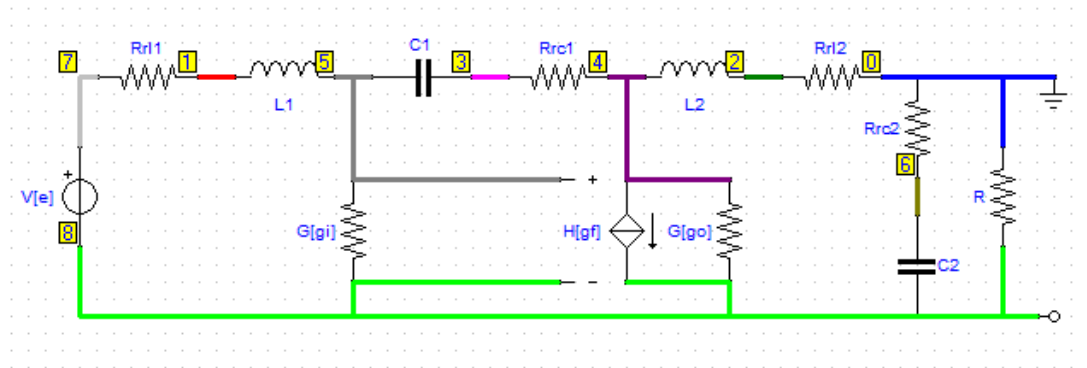 C1
Rrl1
Rrc1
Rrl2
7
1
5
3
4
2
0
L1
L2
Rrc2
6
+
V[e]
+
R
8
G[gi]
H[gf]
G[go]
C2
-